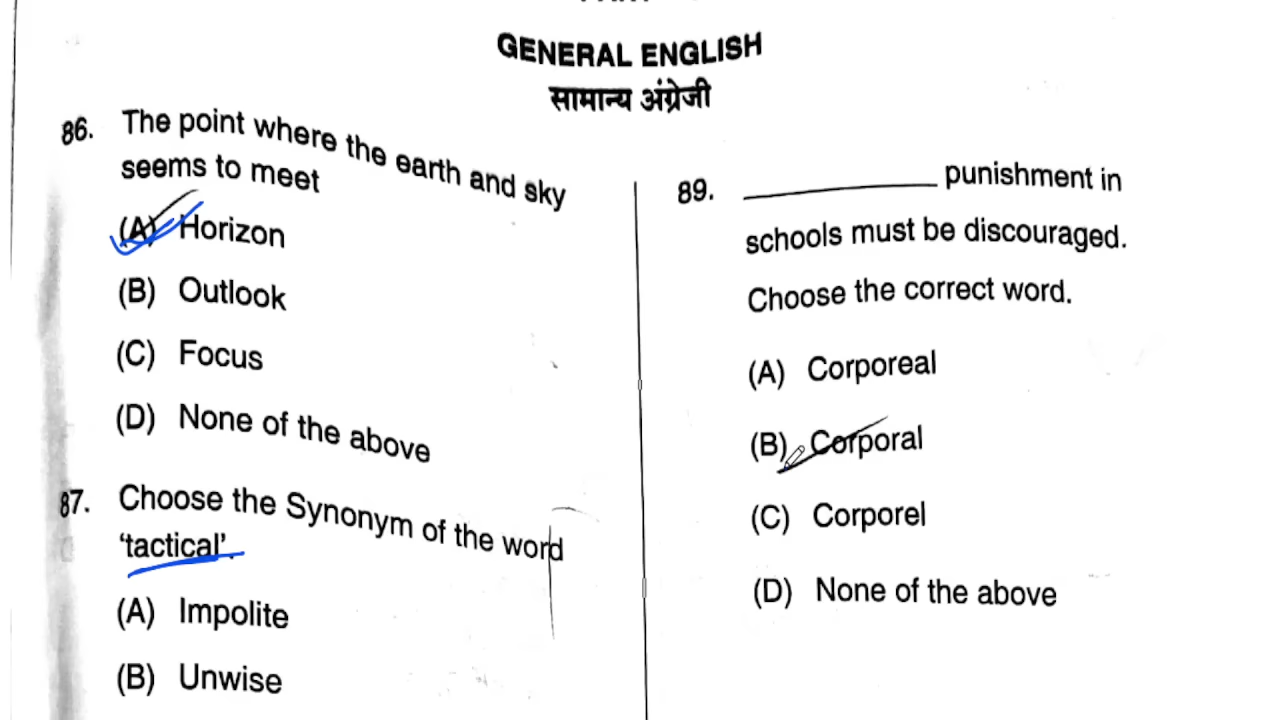 GENERAL ENGLISH
सामान्य अंग्रेजी
86. The point where the earth and sky
seems to meet
(A) Horizon
(B) Outlook
(C) Focus
(D) None of the above
87. Choose the Synonym of the word
‘tactical’.
(A) Impolite
(B) Unwise
89. __________ punishment in
schools must be discouraged.
Choose the correct word.
(A) Corporeal
(B) Corporal
(C) Corporel
(D) None of the above